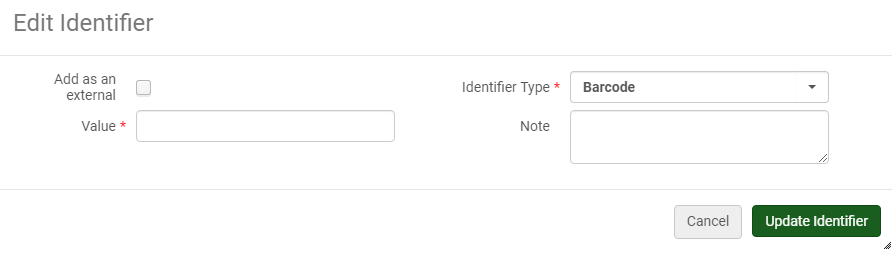 Edit Identifier
Add as an
external
Identifier Type *
Barcode
Value *
Note
Cancel
Update Identifier